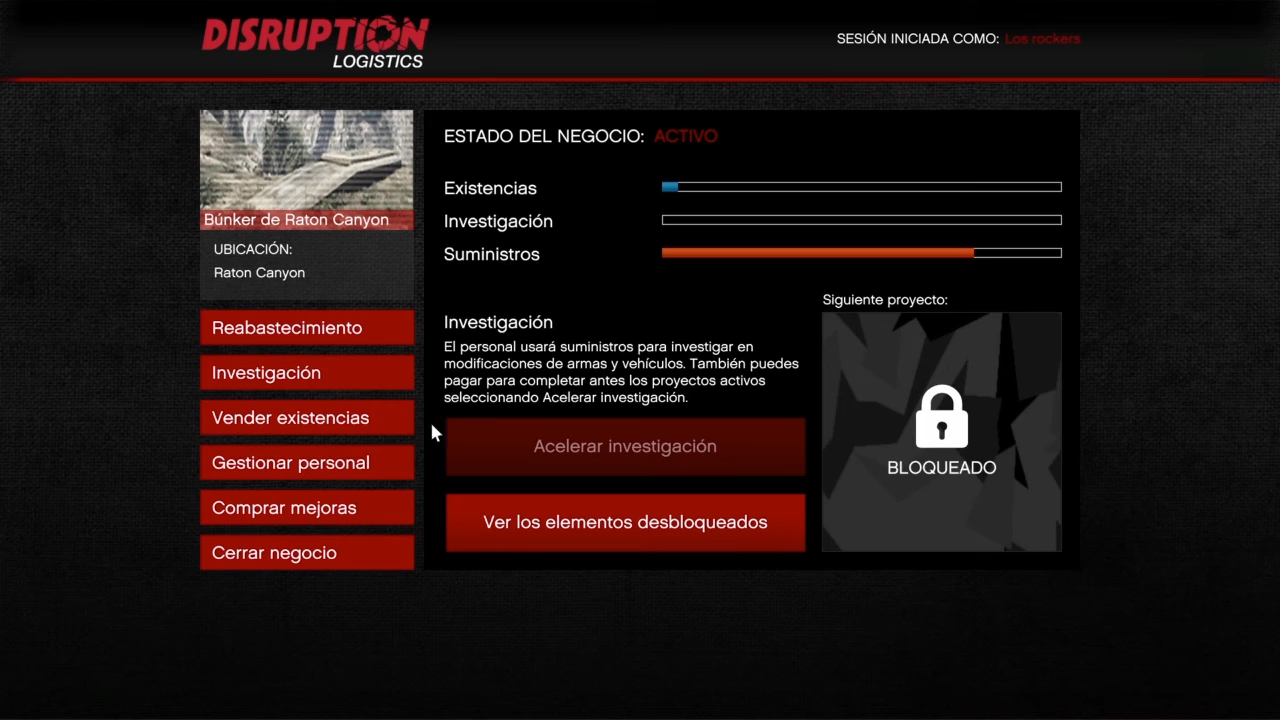 DISRUPTION
LOGISTICS
SESIÓN INICIADA COMO: Los rockers
Búnker de Raton Canyon
UBICACIÓN:
Raton Canyon
Reabastecimiento
Investigación
Vender existencias
Gestionar personal
Comprar mejoras
Cerrar negocio
ESTADO DEL NEGOCIO: ACTIVO
Existencias
Investigación
Suministros
Investigación
El personal usará suministros para investigar en
modificaciones de armas y vehículos. También puedes
pagar para completar antes los proyectos activos
seleccionando Acelerar investigación.
Acelerar investigación
Ver los elementos desbloqueados
Siguiente proyecto:
BLOQUEADO